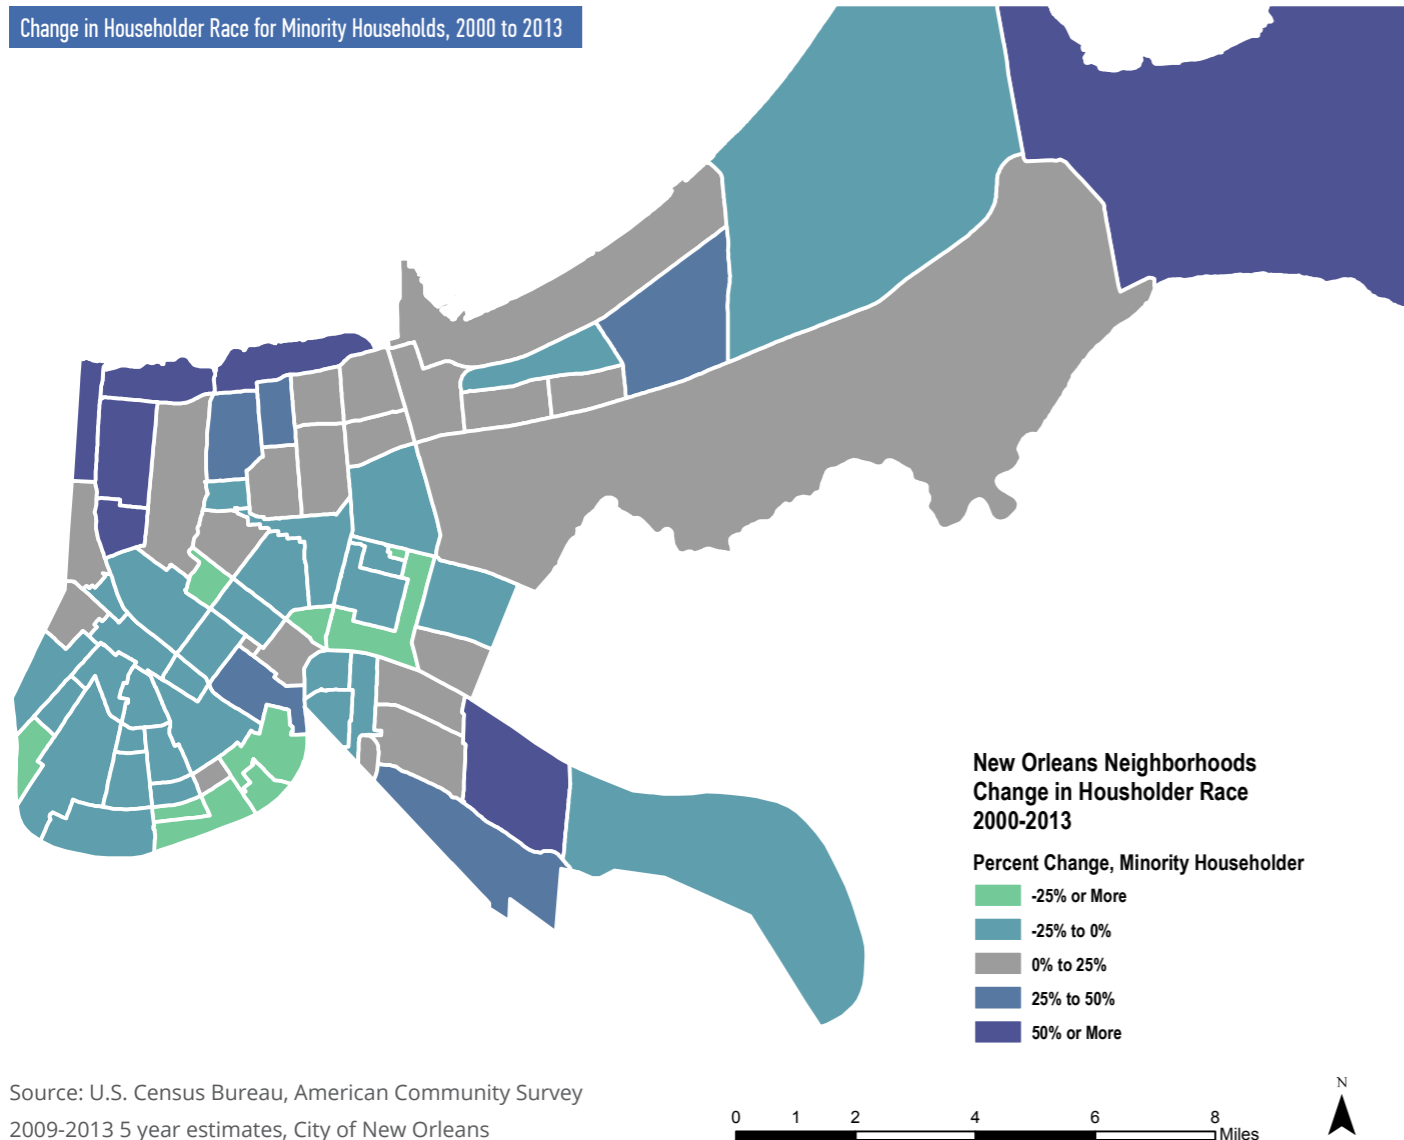 Change in Householder Race for Minority Households, 2000 to 2013
New Orleans Neighborhoods
Change in Housholder Race
2000-2013
Percent Change, Minority Householder
-25% or More
-25% to 0%
0% to 25%
25% to 50%
50% or More
Source: U.S. Census Bureau, American Community Survey
2009-2013 5 year estimates, City of New Orleans
0 1 2 4 6 8
Miles
N